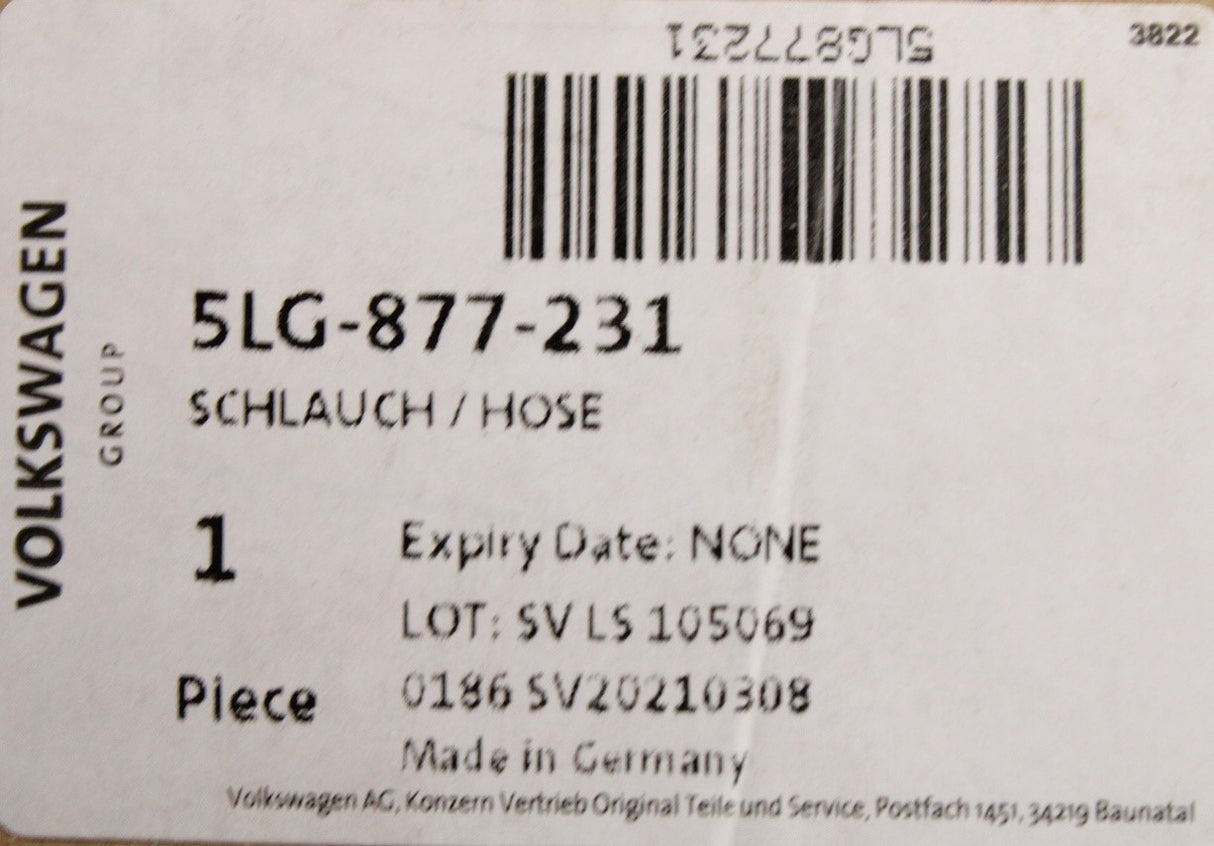 5LG877231
3822
VOLKSWAGEN
GROUP
5LG-877-231
SCHLAUCH / HOSE
1
Expiry Date: NONE
LOT: SV LS 105069
Piece
0186 SV20210308
Made in Germany
Volkswagen AG, Konzern Vertrieb Original Teile und Service, Postfach 1451, 34219 Baunatal